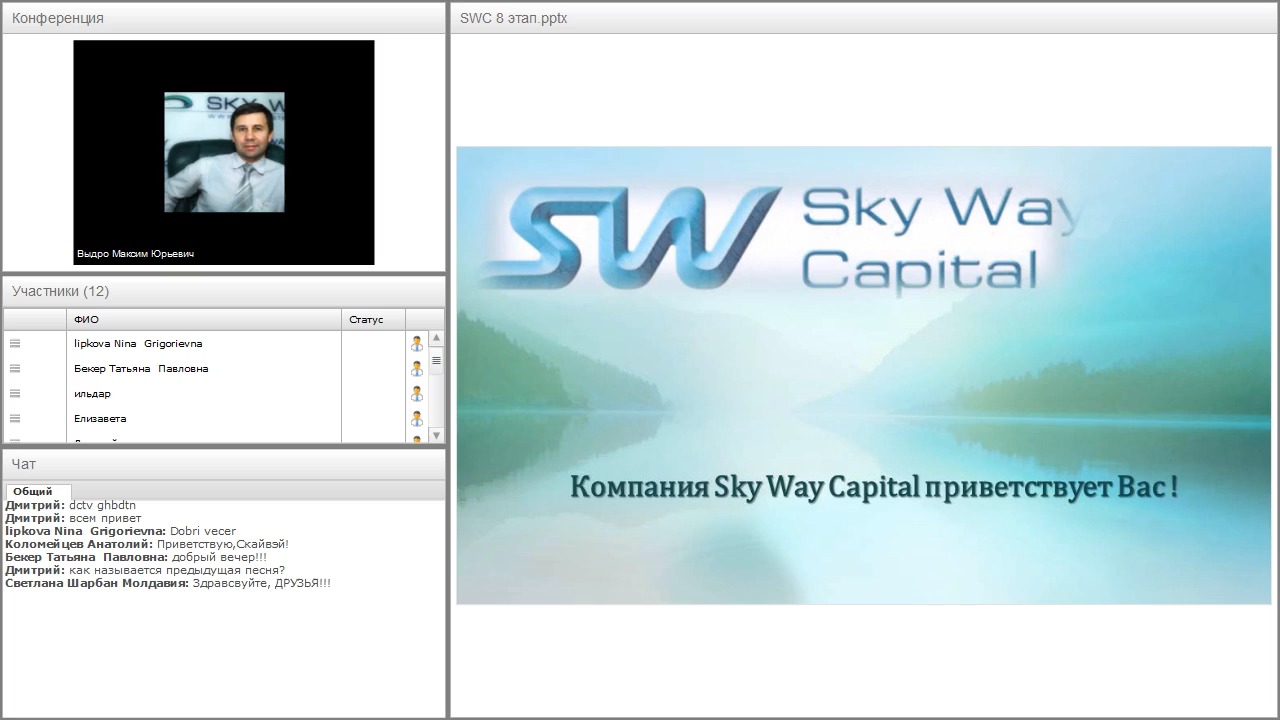 Конференция
SKY W
Выдро Максим Юрьевич
Участники (12)
ФИО
Статус
lipkova Nina Grigorievna
Бекер Татьяна Павловна
ильдар
Елизавета
Чат
Общий
Дмитрий: dctv ghbdtn
Дмитрий: всем привет
lipkova Nina Grigorievna: Dobri vecer
Коломейцев Анатолий: Приветствую,Скайвэй!
Бекер Татьяна Павловна: добрый вечер!!!
Дмитрий: как называется предыдущая песня?
Светлана Шарбан Молдавия: Здравсвуйте, ДРУЗЬЯ!!!
SWC 8 этап.pptx
SW
Sky Way
Capital
Компания Sky Way Capital приветствует Вас !